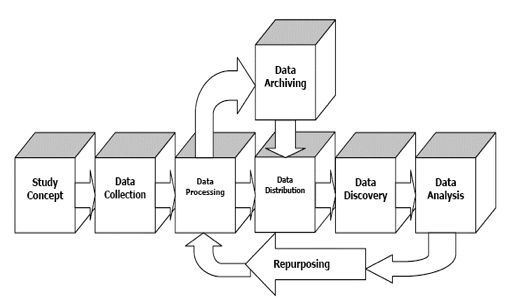 Data
Archiving
Study
Concept
Data
Collection
Data
Processing
Data
Distribution
Data
Discovery
Data
Analysis
Repurposing